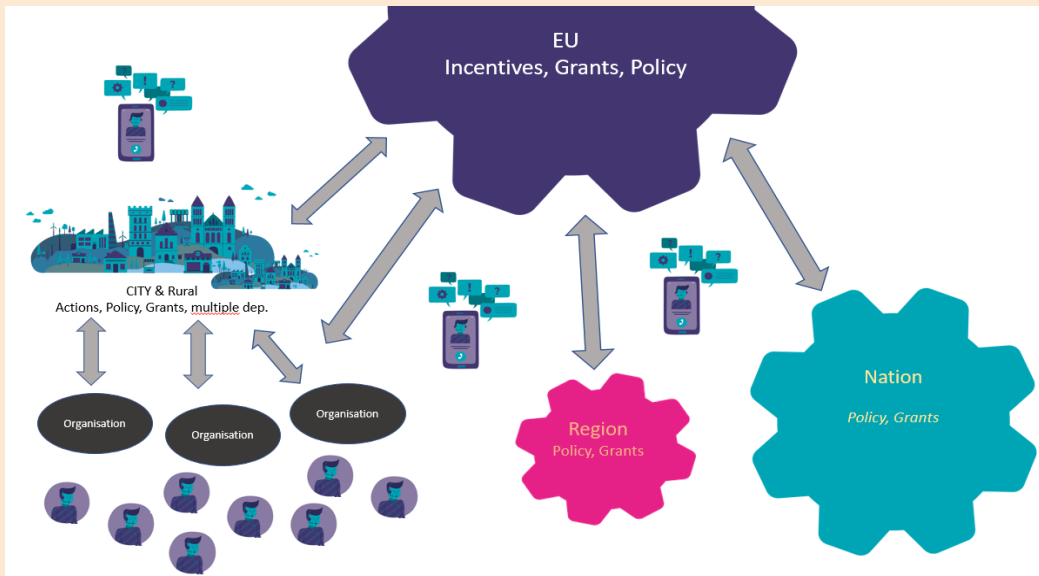 EU
Incentives, Grants, Policy
CITY & Rural
Actions, Policy, Grants, multiple dep.
Organisation
Organisation
Organisation
Region
Policy, Grants
Nation
Policy, Grants
? 
!
?
?
!
?
?
!
?